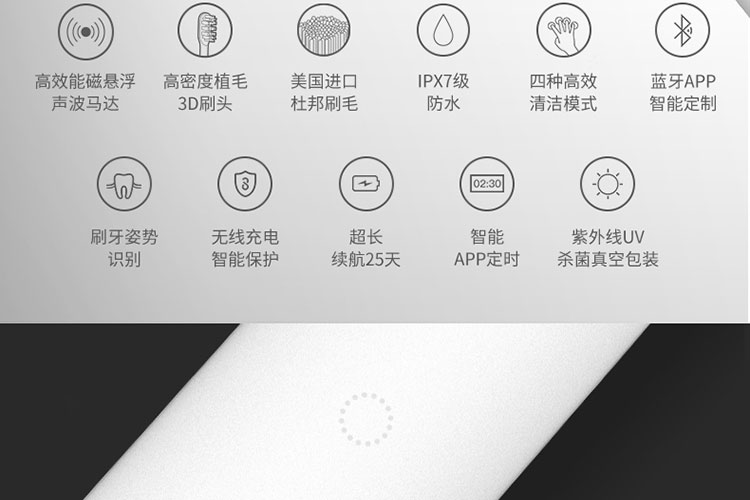 高效能磁悬浮
声波马达
高密度植毛
3D刷头
美国进口
杜邦刷毛
IPX7级
防水
四种高效
清洁模式
蓝牙APP
智能定制
刷牙姿势
识别
无线充电
智能保护
超长
续航25天
02:30
智能
APP定时
紫外线UV
杀菌真空包装